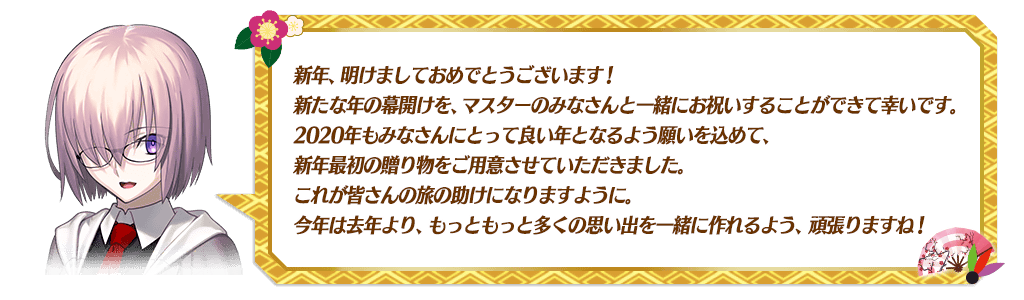 新年、明けましておめでとうございます！
新たな年の幕開けを、マスターのみなさんと一緒にお祝いすることができて幸いです。
2020年もみなさんにとって良い年となるよう願いを込めて、
新年最初の贈り物をご用意させていただきました。
これが皆さんの旅の助けになりますように。
今年は去年より、もっともっと多くの思い出を一緒に作れるよう、頑張りますね！